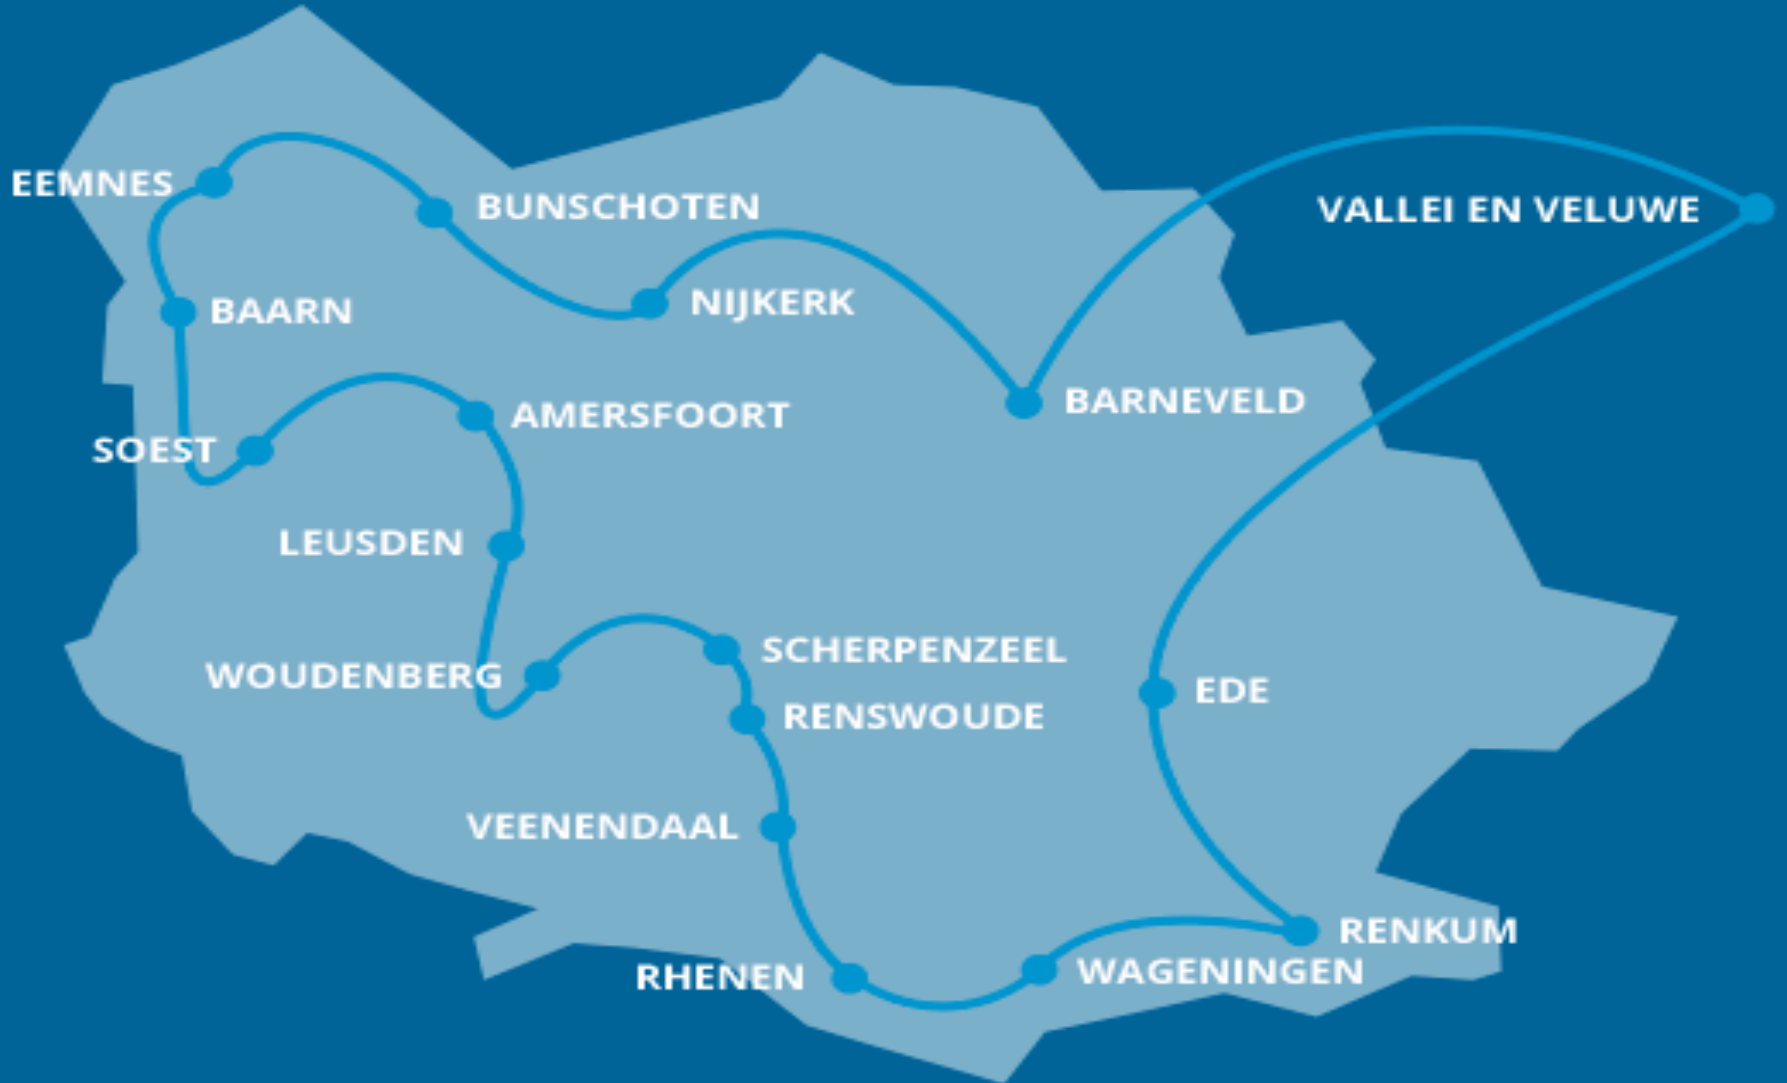 EEMNES
BUNSCHOTEN
VALLEI EN VELUWE
BAARN
NIJKERK
AMERSFOORT
BARNEVELD
SOEST
LEUSDEN
WOUDENBERG
SCHERPENZEEL
RENSWOUDE
EDE
VEENENDAAL
RENKUM
RHENEN
WAGENINGEN